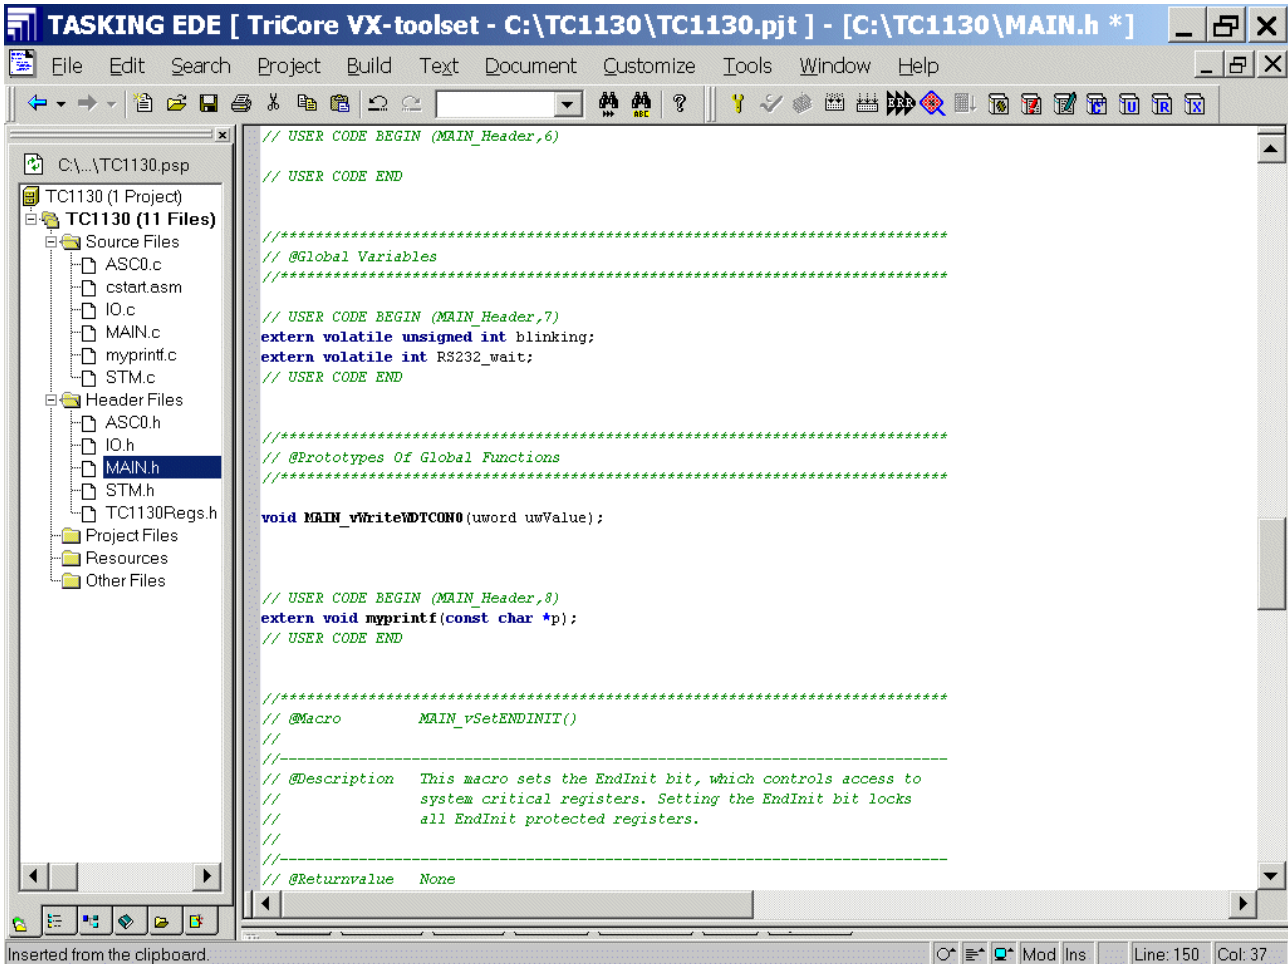 TASKING EDE [ TriCore VX-toolset - C:\TC1130\TC1130.pjt ] - [C:\TC1130\MAIN.h *]
File Edit Search Project Build Text Document Customize Tools Window Help
C:\...\TC1130.psp
TC1130 (1 Project)
TC1130 (11 Files)
Source Files
ASC0.c
cstart.asm
IO.c
MAIN.c
myprintf.c
STM.c
Header Files
ASC0.h
IO.h
MAIN.h
STM.h
TC1130Regs.h
Project Files
Resources
Other Files
// USER CODE BEGIN (MAIN_Header,6)
// USER CODE END
//****************************************************************************
// @Global Variables
//****************************************************************************
// USER CODE BEGIN (MAIN_Header,7)
extern volatile unsigned int blinking;
extern volatile int RS232_wait;
// USER CODE END
//****************************************************************************
// @Prototypes Of Global Functions
//****************************************************************************
void MAIN_vWriteWDTCON0(uword uwValue);
// USER CODE BEGIN (MAIN_Header,8)
extern void myprintf(const char *p);
// USER CODE END
//****************************************************************************
// @Macro MAIN_vSetENDINIT()
//
//----------------------------------------------------------------------------
// @Description This macro sets the EndInit bit, which controls access to
// system critical registers. Setting the EndInit bit locks
// all EndInit protected registers.
//
//----------------------------------------------------------------------------
// @Returnvalue None
Inserted from the clipboard.
Mod Ins Line: 150 Col: 37